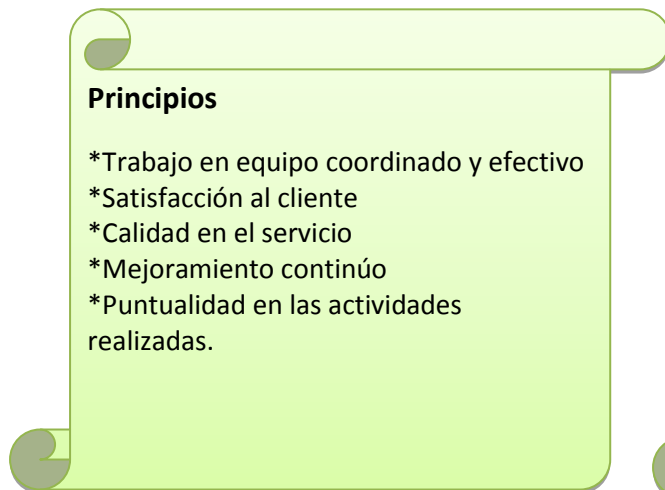 Principios
*Trabajo en equipo coordinado y efectivo
*Satisfacción al cliente
*Calidad en el servicio
*Mejoramiento continúo
*Puntualidad en las actividades
realizadas.